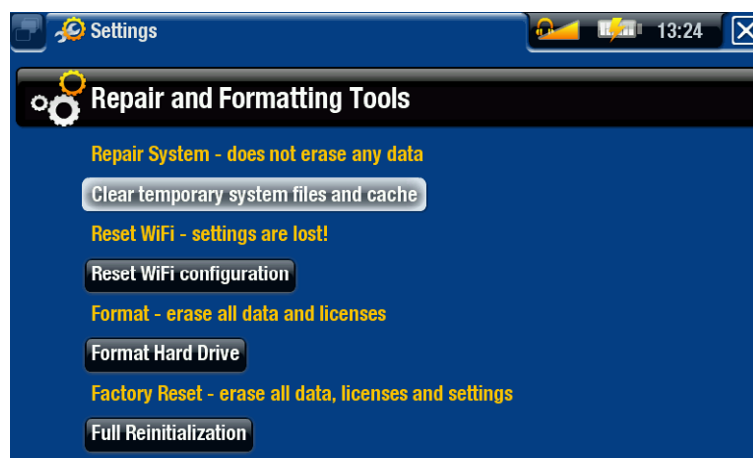 Settings
13:24
Repair and Formatting Tools
Repair System - does not erase any data
Clear temporary system files and cache
Reset WiFi - settings are lost!
Reset WiFi configuration
Format - erase all data and licenses
Format Hard Drive
Factory Reset - erase all data, licenses and settings
Full Reinitialization